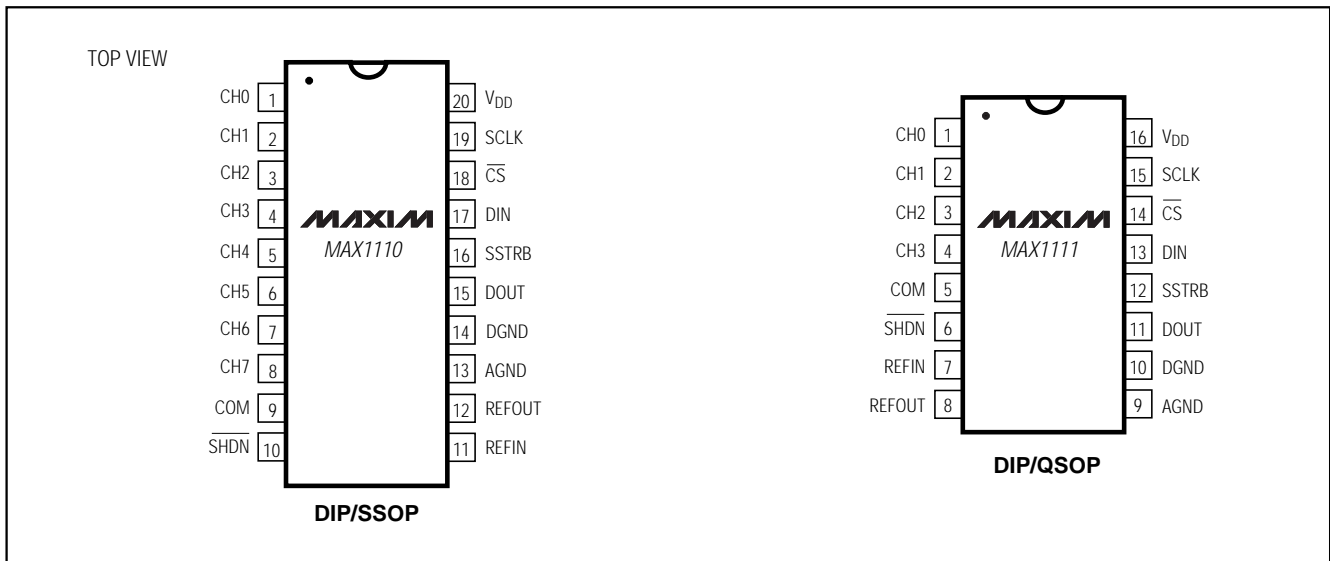 TOP VIEW
CH0 1 20 VDD
CH1 2 19 SCLK
CH2 3 18 CS
CH3 4 17 DIN
CH4 5 16 SSTRB
CH5 6 15 DOUT
CH6 7 14 DGND
CH7 8 13 AGND
COM 9 12 REFOUT
SHDN 10 11 REFIN
MAXIM
MAX1110
DIP/SSOP
CH0 1 16 VDD
CH1 2 15 SCLK
CH2 3 14 CS
CH3 4 13 DIN
COM 5 12 SSTRB
SHDN 6 11 DOUT
REFIN 7 10 DGND
REFOUT 8 9 AGND
MAXIM
MAX1111
DIP/QSOP